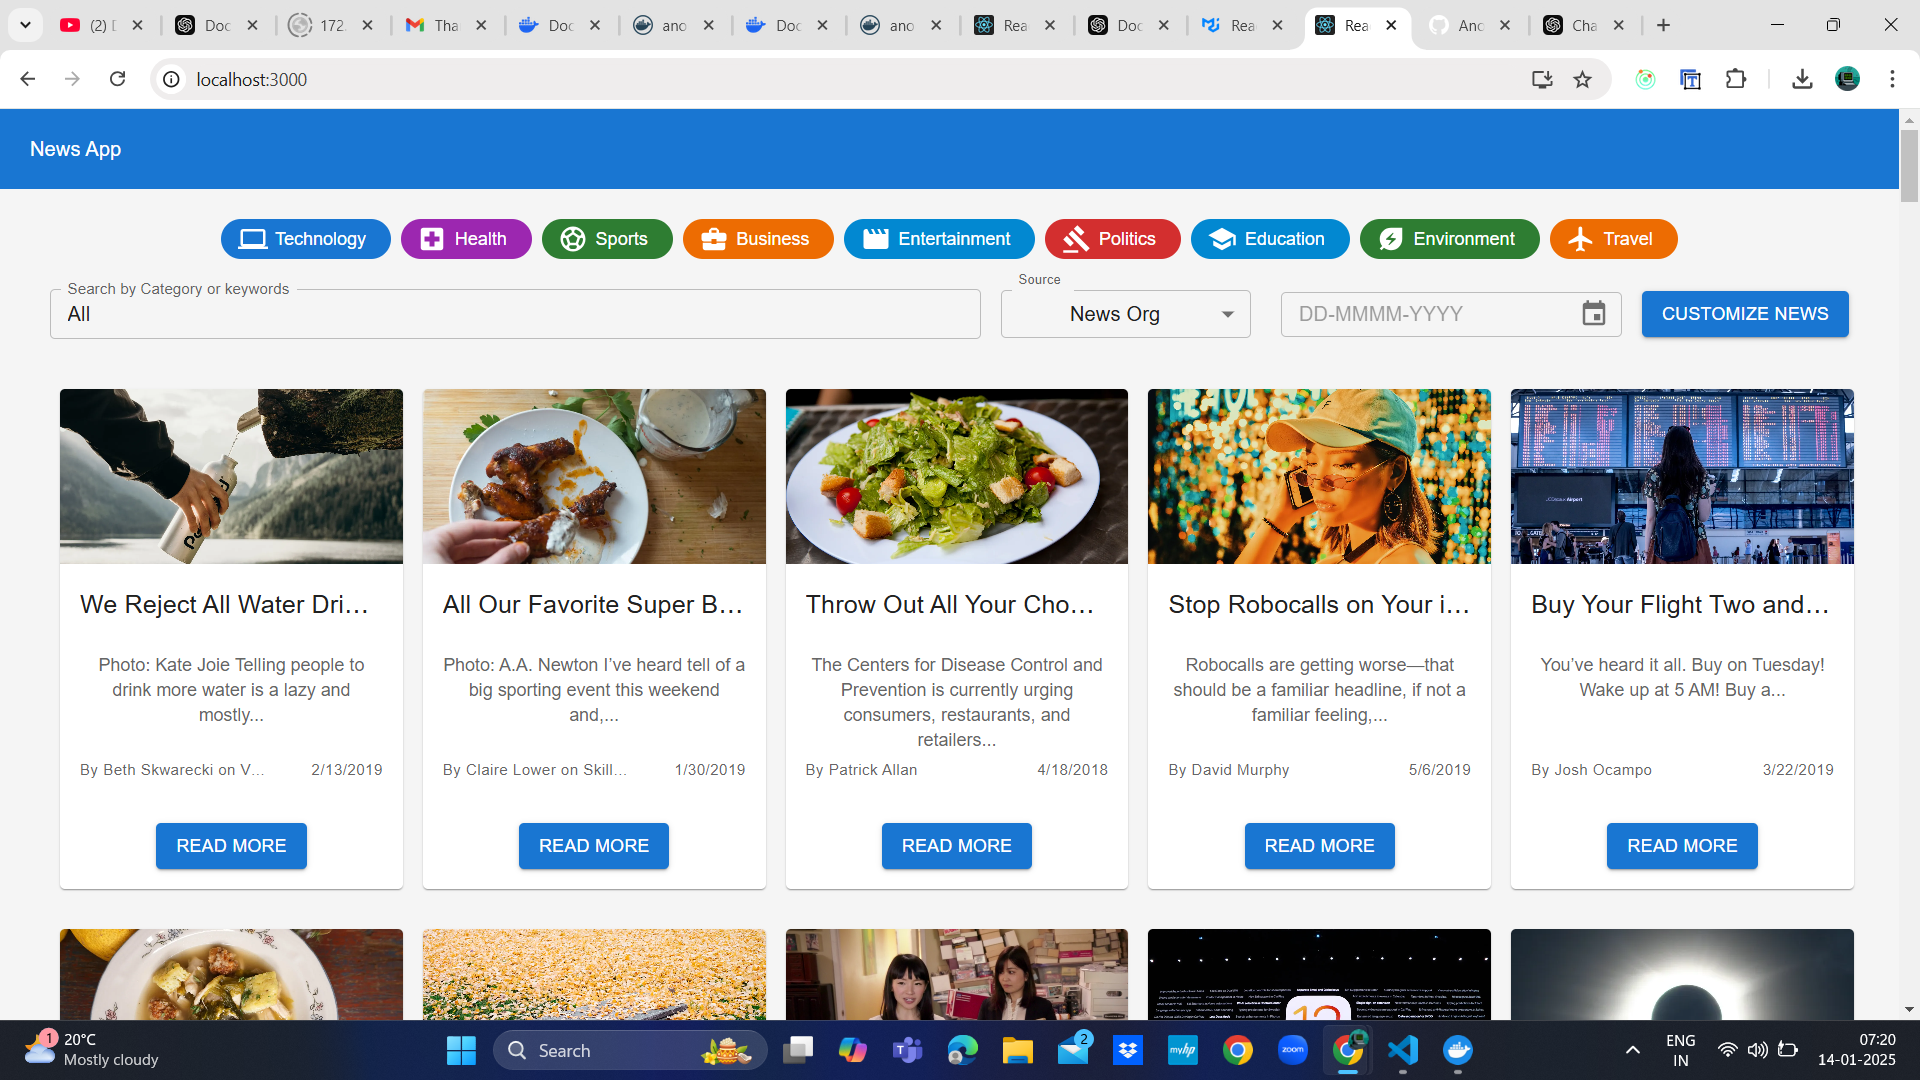 (2) D
Doc
172.
Tha
Doc
ano
Doc
ano
Rea
Doc
Rea
Rea
Ano
Cha
localhost:3000
News App
Technology
Health
Sports
Business
Entertainment
Politics
Education
Environment
Travel
Search by Category or keywords
All
Source
News Org
DD-MMMM-YYYY
CUSTOMIZE NEWS
We Reject All Water Dri...
Photo: Kate Joie Telling people to
drink more water is a lazy and
mostly...
By Beth Skwarecki on V... 2/13/2019
READ MORE
All Our Favorite Super B...
Photo: A.A. Newton I’ve heard tell of a
big sporting event this weekend
and,...
By Claire Lower on Skill... 1/30/2019
READ MORE
Throw Out All Your Cho...
The Centers for Disease Control and
Prevention is currently urging
consumers, restaurants, and
retailers...
By Patrick Allan 4/18/2018
READ MORE
Stop Robocalls on Your i...
Robocalls are getting worse—that
should be a familiar headline, if not a
familiar feeling,...
By David Murphy 5/6/2019
READ MORE
Buy Your Flight Two and...
You’ve heard it all. Buy on Tuesday!
Wake up at 5 AM! Buy a...
By Josh Ocampo 3/22/2019
READ MORE
1
20°C
Mostly cloudy
Search
2
myhp
zoom
ENG
IN
07:20
14-01-2025